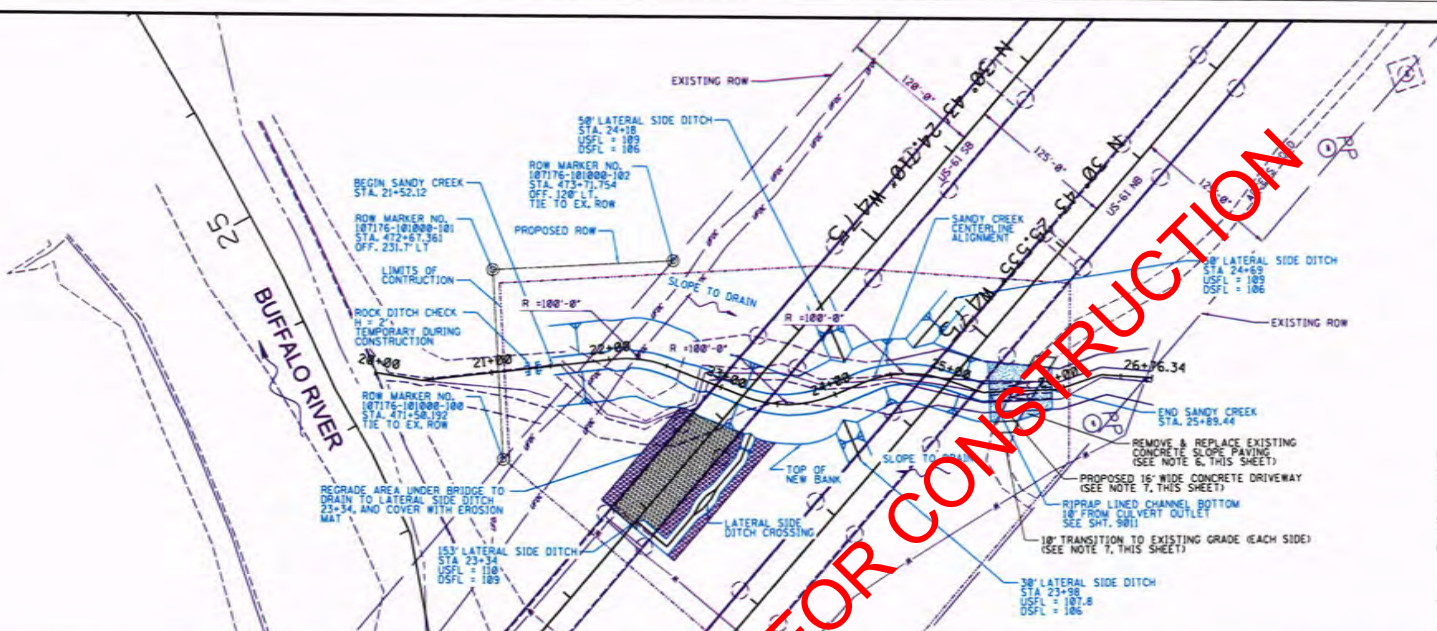 EXISTING ROW
120'-0"
50' LATERAL SIDE DITCH
STA. 24+18
USFL = 109
DSFL = 106
ROW MARKER NO.
107176-101000-102
STA. 473+71.754
OFF. 120' LT.
TIE TO EX. ROW
BEGIN SANDY CREEK
STA. 21+52.12
ROW MARKER NO.
107176-101000-101
STA. 472+67.361
OFF. 231.7' LT
PROPOSED ROW
LIMITS OF
CONSTRUCTION
ROCK DITCH CHECK
H = 2'
TEMPORARY DURING
CONSTRUCTION
SLOPE TO DRAIN
R =100'-0"
R =100'-0"
R =100'-0"
US-61 SB
125'-0"
US-61 NB
SANDY CREEK
CENTERLINE
ALIGNMENT
LATERAL SIDE DITCH
STA 24+69
USFL = 109
DSFL = 106
EXISTING ROW
25
BUFFALO RIVER
20+00
21+00
22+00
23+00
24+00
25+00
26+76.34
ROW MARKER NO.
107176-101000-100
STA. 471+50.192
TIE TO EX. ROW
END SANDY CREEK
STA. 25+89.44
REMOVE & REPLACE EXISTING
CONCRETE SLOPE PAVING
(SEE NOTE 6, THIS SHEET)
PROPOSED 16' WIDE CONCRETE DRIVEWAY
(SEE NOTE 7, THIS SHEET)
RIPRAP LINED CHANNEL BOTTOM
10' FROM CULVERT OUTLET
SEE SHT. 9011
10' TRANSITION TO EXISTING GRADE (EACH SIDE)
(SEE NOTE 7, THIS SHEET)
SLOPE TO DRAIN
TOP OF
NEW BANK
REGRADE AREA UNDER BRIDGE TO
DRAIN TO LATERAL SIDE DITCH
23+34, AND COVER WITH EROSION
MAT
LATERAL SIDE
DITCH CROSSING
153' LATERAL SIDE DITCH
STA 23+34
USFL = 110
DSFL = 109
30' LATERAL SIDE DITCH
STA 23+98
USFL = 107.8
DSFL = 106
FOR CONSTRUCTION